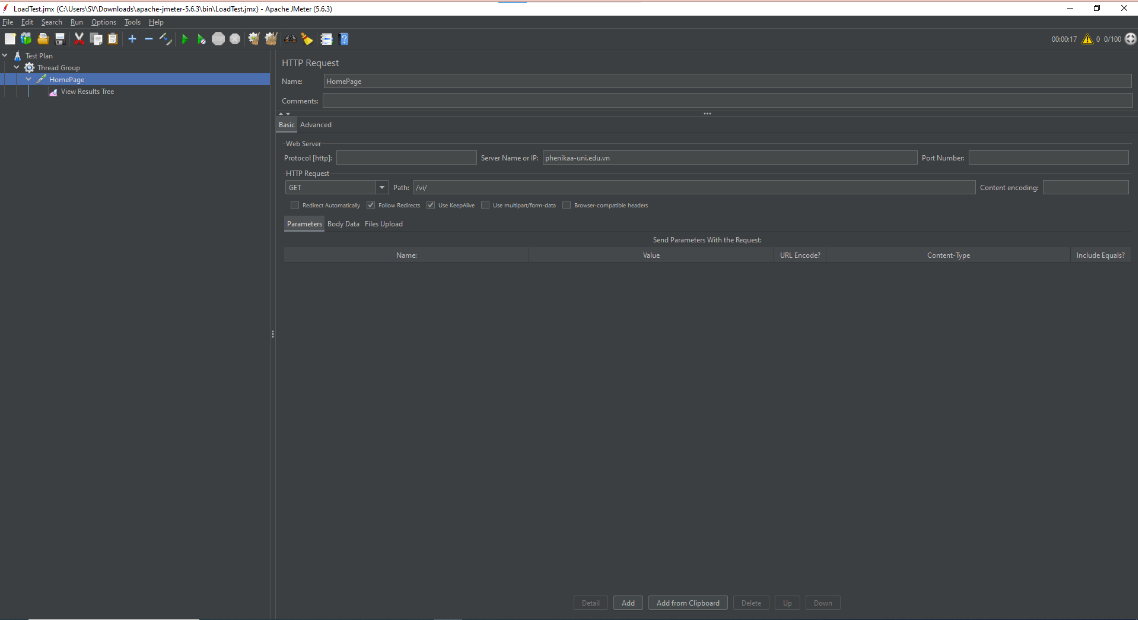 LoadTest.jmx (C:\Users\SV\Downloads\apache-jmeter-5.6.3\bin\LoadTest.jmx) - Apache JMeter (5.6.3)
File Edit Search Run Options Tools Help
00:00:17 0 0/100
Test Plan
Thread Group
HomePage
View Results Tree
HTTP Request
Name: HomePage
Comments:
Basic Advanced
Web Server
Protocol [http]: Server Name or IP: phenikaa-uni.edu.vn Port Number:
HTTP Request
GET Path: /vi/ Content encoding:
Redirect Automatically Follow Redirects Use KeepAlive Use multipart/form-data Browser-compatible headers
Parameters Body Data Files Upload
Send Parameters With the Request:
Name: Value URL Encode? Content-Type Include Equals?
Detail Add Add from Clipboard Delete Up Down